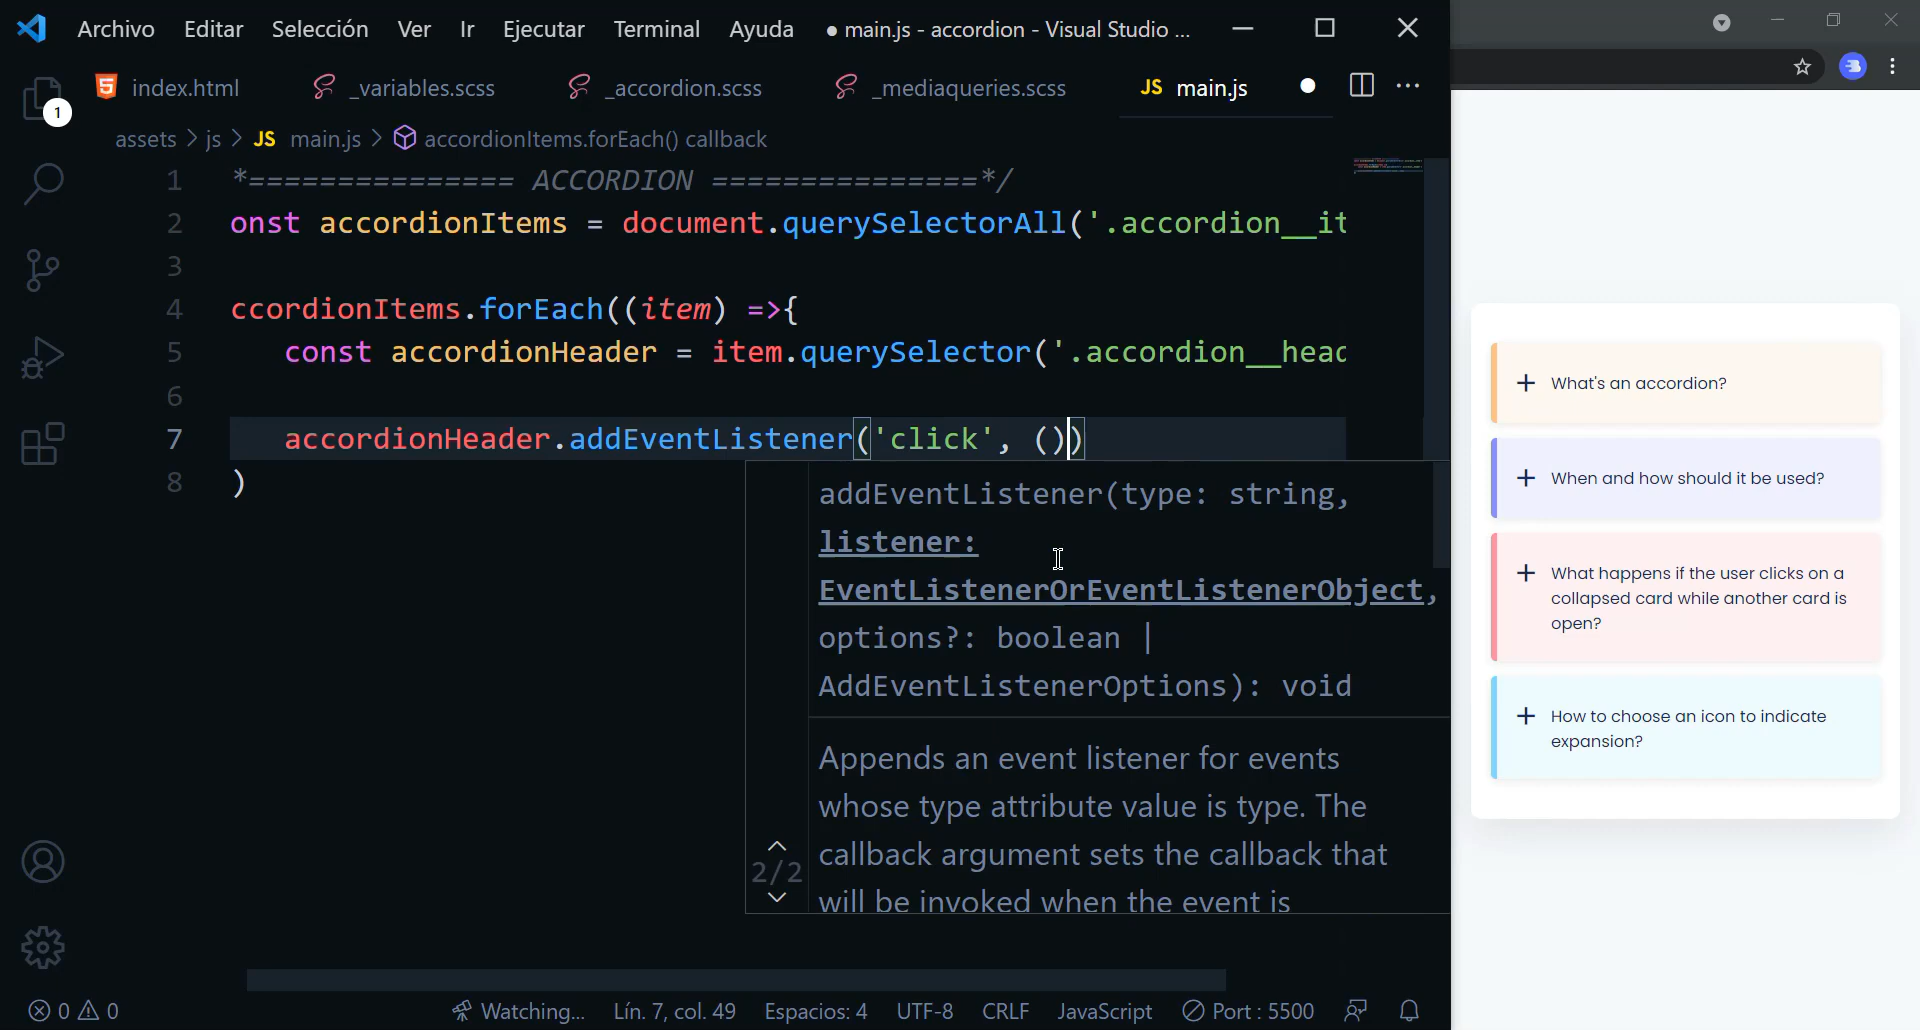 Archivo Editar Selección Ver Ir Ejecutar Terminal Ayuda ● main.js - accordion - Visual Studio ...
index.html _variables.scss _accordion.scss _mediaqueries.scss JS main.js
1
assets > js > JS main.js > accordionItems.forEach() callback
1 *=============== ACCORDION ===============*/
2 onst accordionItems = document.querySelectorAll('.accordion__it
3
4 ccordionItems.forEach((item) =>{
5 const accordionHeader = item.querySelector('.accordion__head
6
7 accordionHeader.addEventListener('click', ())
8 )
addEventListener(type: string,
listener:
EventListenerOrEventListenerObject,
options?: boolean |
AddEventListenerOptions): void
Appends an event listener for events
whose type attribute value is type. The
callback argument sets the callback that
will be invoked when the event is
2/2
0 0 Watching... Lín. 7, col. 49 Espacios: 4 UTF-8 CRLF JavaScript Port : 5500
What's an accordion?
When and how should it be used?
What happens if the user clicks on a
collapsed card while another card is
open?
How to choose an icon to indicate
expansion?